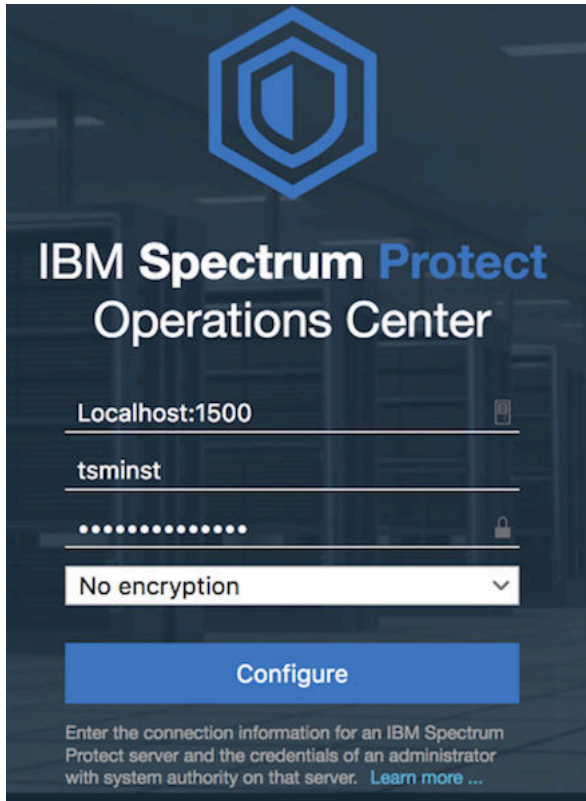 IBM Spectrum Protect
Operations Center
Localhost:1500
tsminst
••••••••••••••
No encryption
Configure
Enter the connection information for an IBM Spectrum
Protect server and the credentials of an administrator
with system authority on that server. Learn more ...